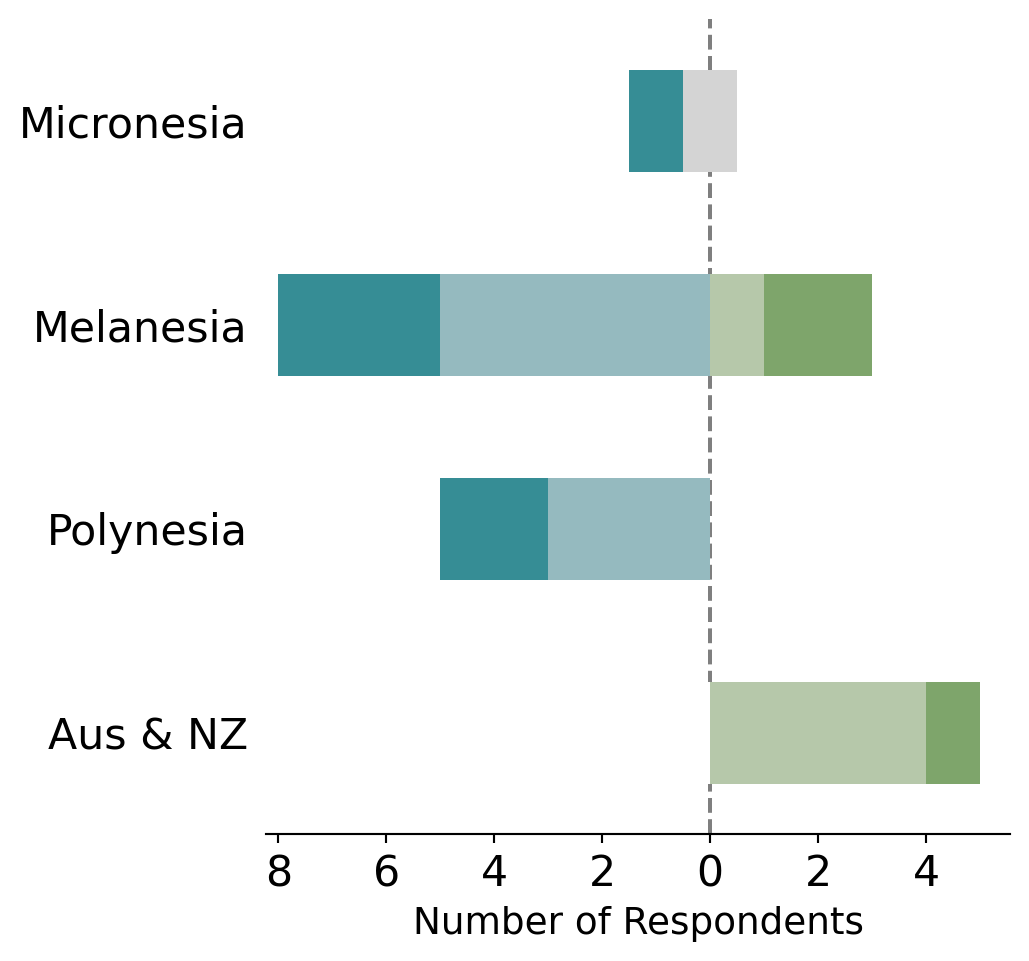 Micronesia
Melanesia
Polynesia
Aus & NZ
8 6 4 2 0 2 4
Number of Respondents